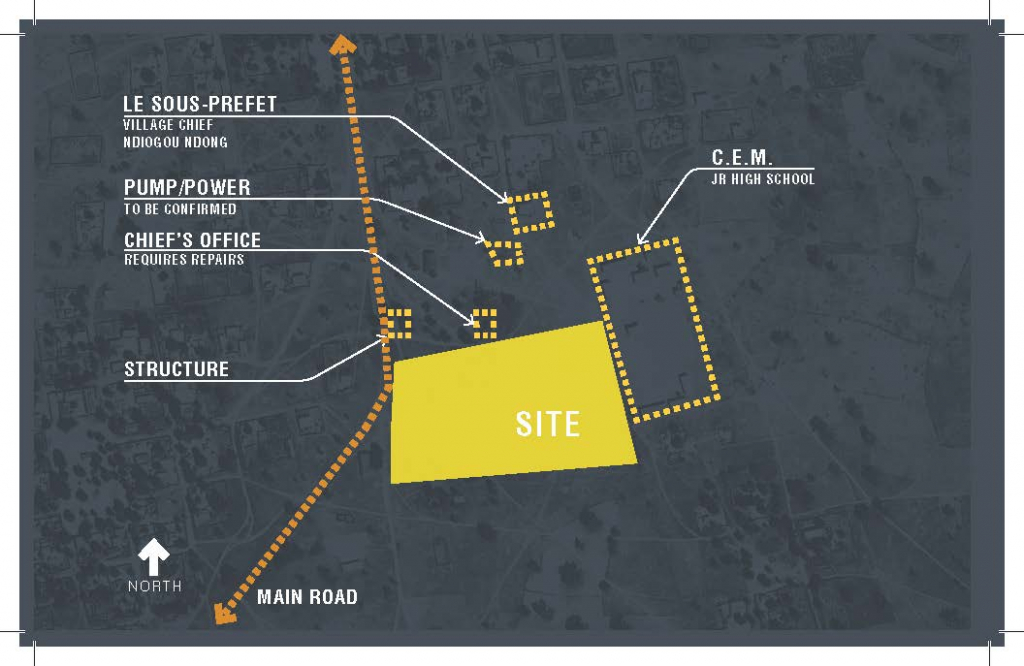 LE SOUS-PREFET
VILLAGE CHIEF
NDIOGOU NDONG
PUMP/POWER
TO BE CONFIRMED
CHIEF'S OFFICE
REQUIRES REPAIRS
STRUCTURE
C.E.M.
JR HIGH SCHOOL
SITE
NORTH
MAIN ROAD